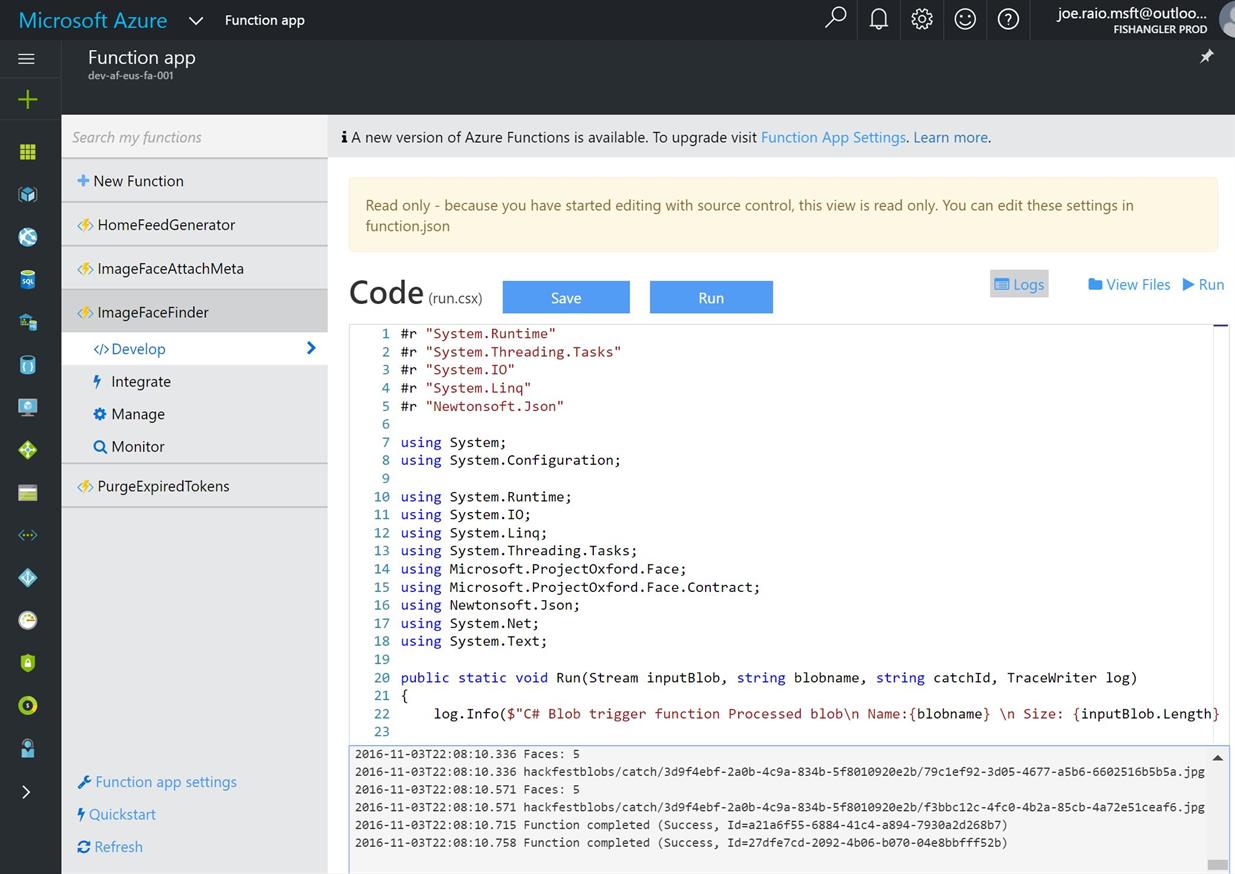 Microsoft Azure
Function app
joe.raio.msft@outloo...
FISHANGLER PROD
Function app
dev-af-eus-fa-001
Search my functions
New Function
HomeFeedGenerator
ImageFaceAttachMeta
ImageFaceFinder
</> Develop
Integrate
Manage
Monitor
PurgeExpiredTokens
Function app settings
Quickstart
Refresh
A new version of Azure Functions is available. To upgrade visit Function App Settings. Learn more.
Read only - because you have started editing with source control, this view is read only. You can edit these settings in
function.json
Code (run.csx)
Save
Run
Logs
View Files
Run
1 #r "System.Runtime"
2 #r "System.Threading.Tasks"
3 #r "System.IO"
4 #r "System.Linq"
5 #r "Newtonsoft.Json"
6
7 using System;
8 using System.Configuration;
9
10 using System.Runtime;
11 using System.IO;
12 using System.Linq;
13 using System.Threading.Tasks;
14 using Microsoft.ProjectOxford.Face;
15 using Microsoft.ProjectOxford.Face.Contract;
16 using Newtonsoft.Json;
17 using System.Net;
18 using System.Text;
19
20 public static void Run(Stream inputBlob, string blobname, string catchId, TraceWriter log)
21 {
22 log.Info($"C# Blob trigger function Processed blob\n Name:{blobname} \n Size: {inputBlob.Length}
23
2016-11-03T22:08:10.336 Faces: 5
2016-11-03T22:08:10.336 hackfestblobs/catch/3d9f4ebf-2a0b-4c9a-834b-5f8010920e2b/79c1ef92-3d05-4677-a5b6-6602516b5b5a.jpg
2016-11-03T22:08:10.571 Faces: 5
2016-11-03T22:08:10.571 hackfestblobs/catch/3d9f4ebf-2a0b-4c9a-834b-5f8010920e2b/f3bbc12c-4fc0-4b2a-85cb-4a72e51ceaf6.jpg
2016-11-03T22:08:10.715 Function completed (Success, Id=a21a6f55-6884-41c4-a894-7930a2d268b7)
2016-11-03T22:08:10.758 Function completed (Success, Id=27dfe7cd-2092-4b06-b070-04e8bbfff52b)